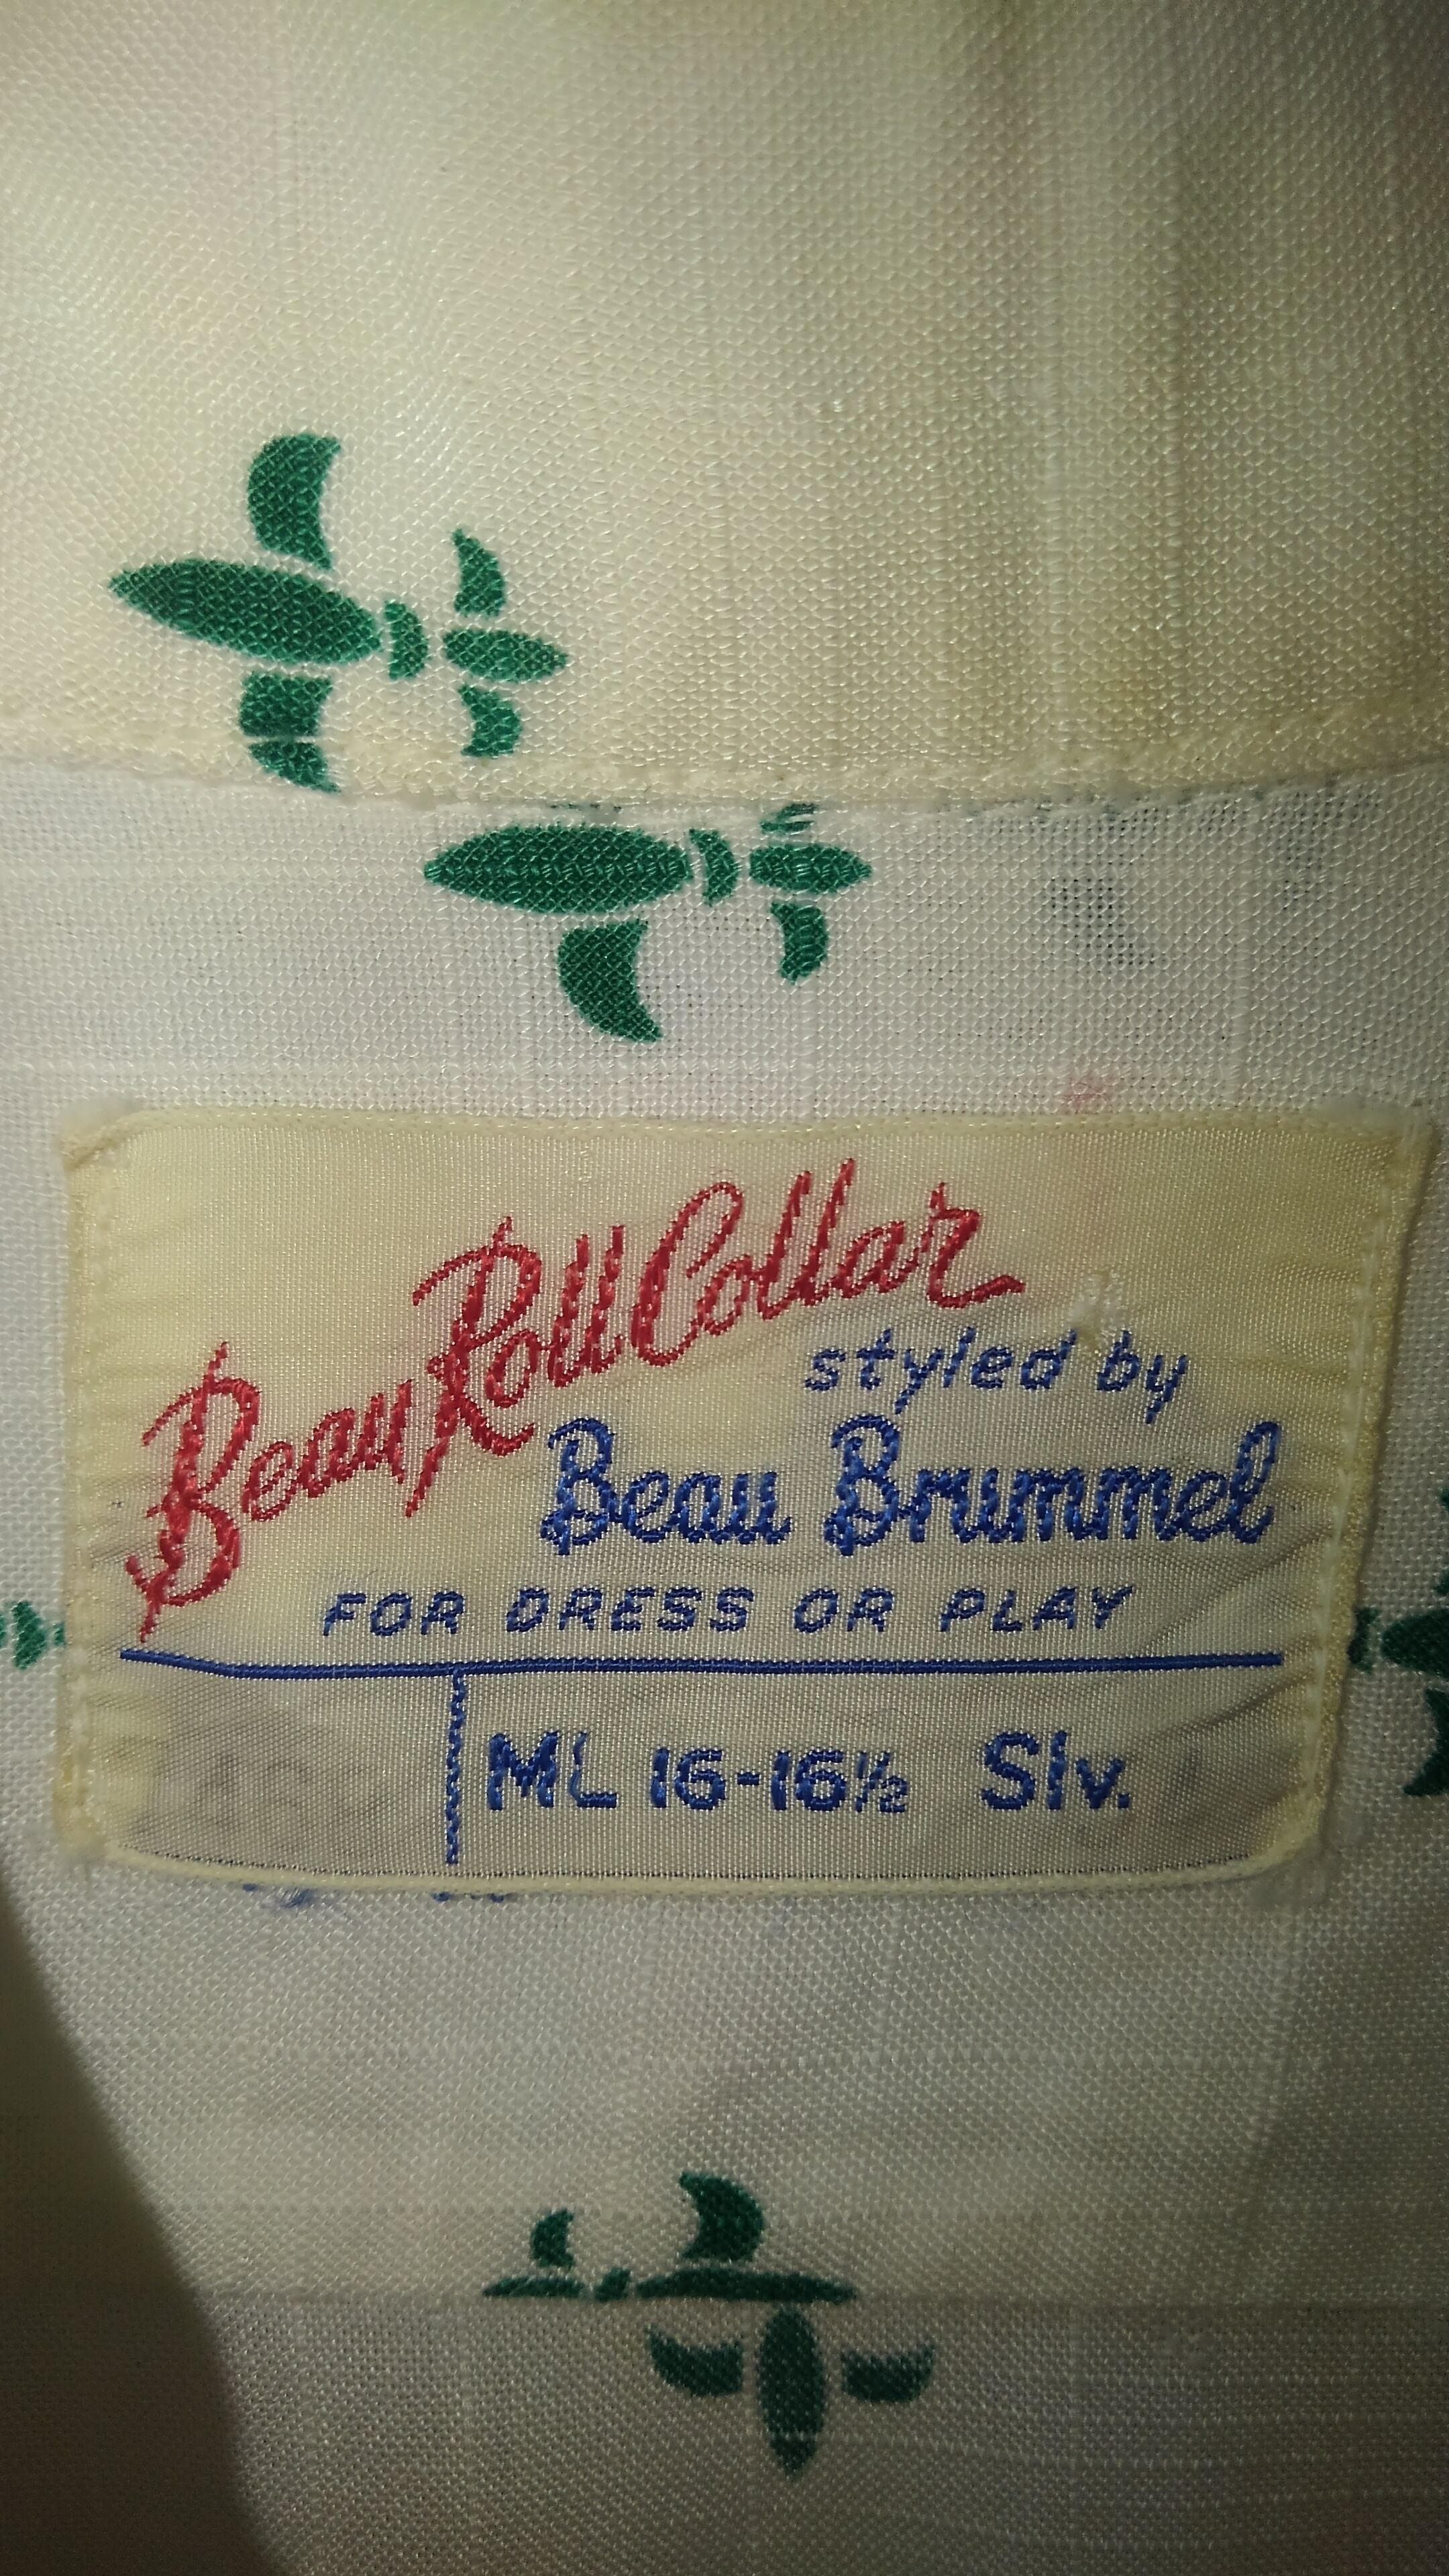 Beau Roll Collar
styled by
Beau Brummel
FOR DRESS OR PLAY
ML 16-16½ Slv.